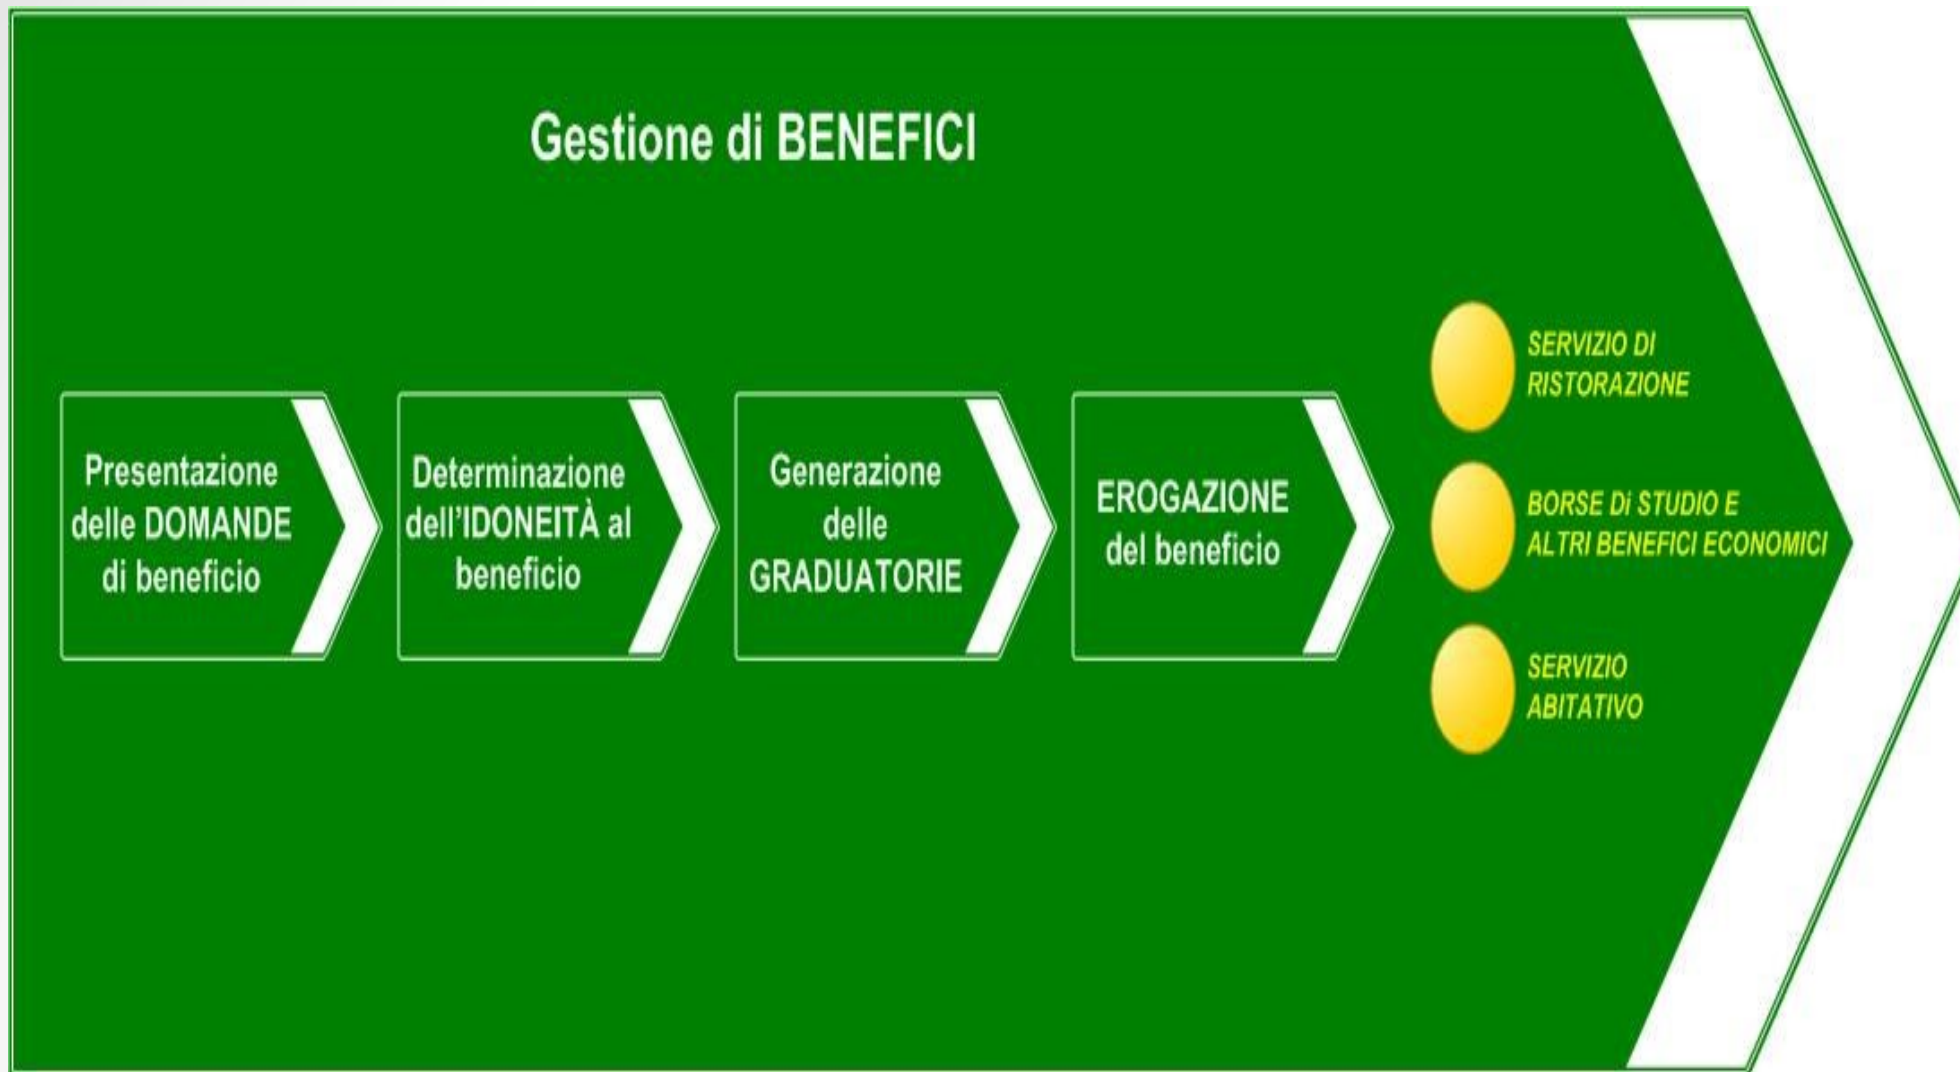 Gestione di BENEFICI
Presentazione
delle DOMANDE
di beneficio
Determinazione
dell'IDONEITÀ al
beneficio
Generazione
delle
GRADUATORIE
EROGAZIONE
del beneficio
SERVIZIO DI
RISTORAZIONE
BORSE Di STUDIO E
ALTRI BENEFICI ECONOMICI
SERVIZIO
ABITATIVO